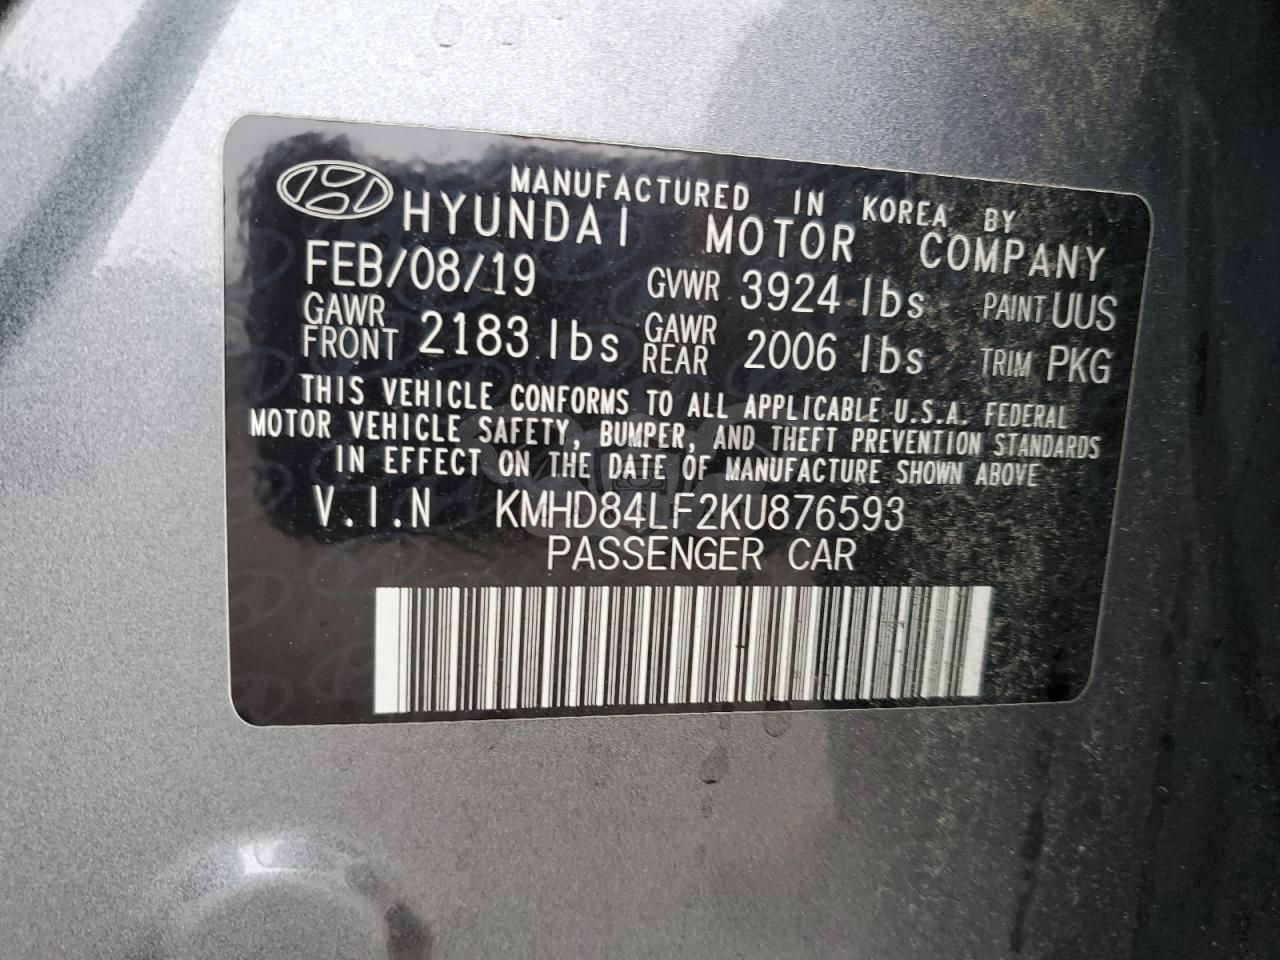 MANUFACTURED IN KOREA BY
HYUNDAI MOTOR COMPANY
FEB/08/19 GVWR 3924 lbs PAINT UUS
GAWR FRONT 2183 lbs GAWR REAR 2006 lbs TRIM PKG
THIS VEHICLE CONFORMS TO ALL APPLICABLE U.S.A. FEDERAL
MOTOR VEHICLE SAFETY, BUMPER, AND THEFT PREVENTION STANDARDS
IN EFFECT ON THE DATE OF MANUFACTURE SHOWN ABOVE
V.I.N KMHD84LF2KU876593
PASSENGER CAR